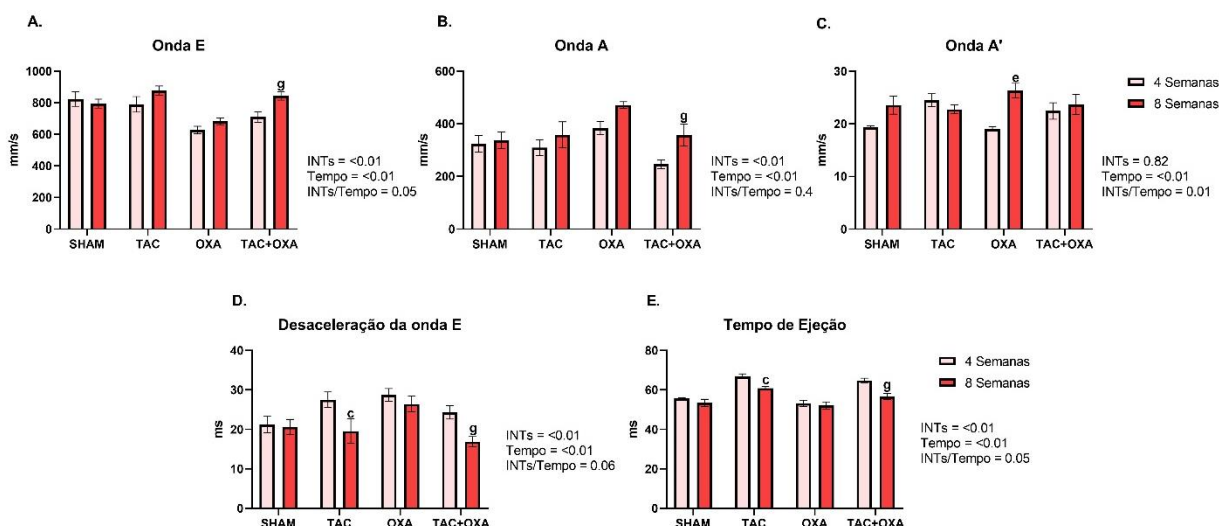 A.
Onda E
1000
800
600
400
200
0
mm/s
g
SHAM TAC OXA TAC+OXA
INTs = <0.01
Tempo = <0.01
INTs/Tempo = 0.05
B.
Onda A
600
400
200
0
mm/s
g
SHAM TAC OXA TAC+OXA
INTs = <0.01
Tempo = <0.01
INTs/Tempo = 0.4
C.
Onda A'
30
20
10
0
mm/s
e
SHAM TAC OXA TAC+OXA
4 Semanas
8 Semanas
INTs = 0.82
Tempo = <0.01
INTs/Tempo = 0.01
D.
Desaceleração da onda E
40
30
20
10
0
ms
c
g
SHAM TAC OXA TAC+OXA
INTs = <0.01
Tempo = <0.01
INTs/Tempo = 0.06
E.
Tempo de Ejeção
80
60
40
20
0
ms
c
g
SHAM TAC OXA TAC+OXA
4 Semanas
8 Semanas
INTs = <0.01
Tempo = <0.01
INTs/Tempo = 0.05